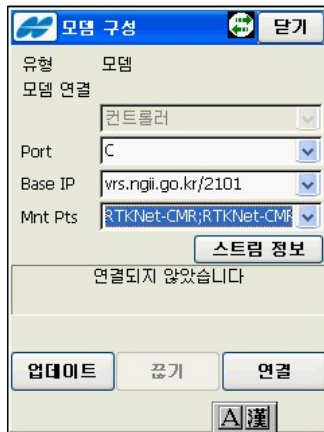 모뎀 구성 닫기
유형 모뎀
모뎀 연결
컨트롤러
Port C
Base IP vrs.ngii.go.kr/2101
Mnt Pts RTKNet-CMR;RTKNet-CMR
스트림 정보
연결되지 않았습니다
업데이트 끊기 연결
A 漢